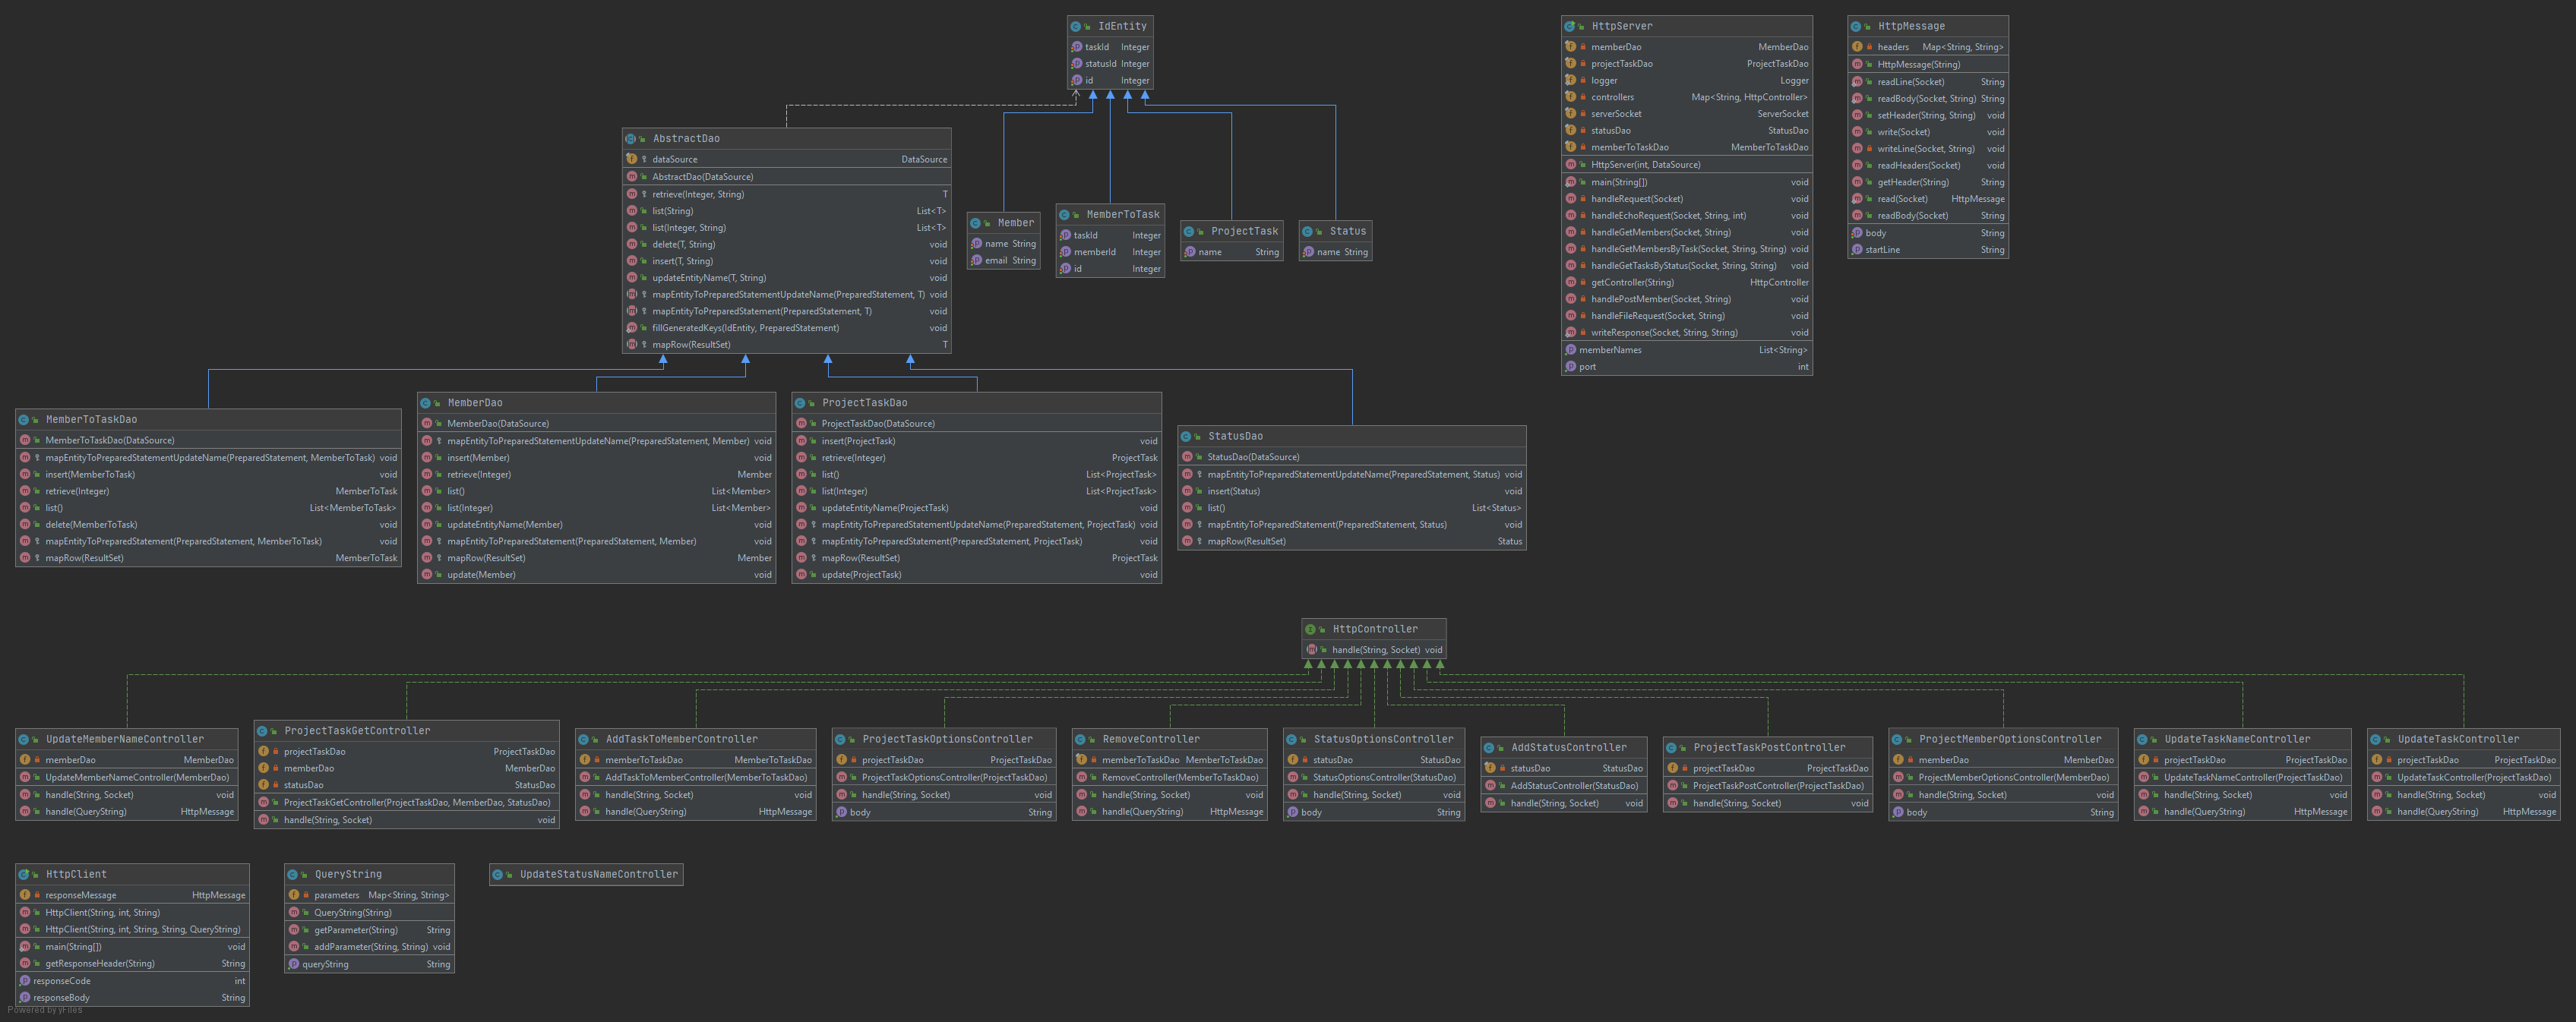 IdEntity
taskId Integer
statusId Integer
id Integer
HttpServer
memberDao MemberDao
projectTaskDao ProjectTaskDao
logger Logger
controllers Map<String, HttpController>
serverSocket ServerSocket
statusDao StatusDao
memberToTaskDao MemberToTaskDao
HttpServer(int, DataSource)
main(String[]) void
handleRequest(Socket) void
handleEchoRequest(Socket, String, int) void
handleGetMembers(Socket, String) void
handleGetMembersByTask(Socket, String, String) void
handleGetTasksByStatus(Socket, String, String) void
getController(String) HttpController
handlePostMember(Socket, String) void
handleFileRequest(Socket, String) void
writeResponse(Socket, String, String) void
memberNames List<String>
port int
HttpMessage
headers Map<String, String>
HttpMessage(String)
readLine(Socket) String
readBody(Socket, String) String
setHeader(String, String) void
write(Socket) void
writeLine(Socket, String) void
readHeaders(Socket) void
getHeader(String) String
read(Socket) HttpMessage
readBody(Socket) String
body String
startLine String
AbstractDao
dataSource DataSource
AbstractDao(DataSource)
retrieve(Integer, String) T
list(String) List<T>
list(Integer, String) List<T>
delete(T, String) void
insert(T, String) void
updateEntityName(T, String) void
mapEntityToPreparedStatementUpdateName(PreparedStatement, T) void
mapEntityToPreparedStatement(PreparedStatement, T) void
fillGeneratedKeys(IdEntity, PreparedStatement) void
mapRow(ResultSet) T
Member
name String
email String
MemberToTask
taskId Integer
memberId Integer
id Integer
ProjectTask
name String
Status
name String
MemberToTaskDao
MemberToTaskDao(DataSource)
mapEntityToPreparedStatementUpdateName(PreparedStatement, MemberToTask) void
insert(MemberToTask) void
retrieve(Integer) MemberToTask
list() List<MemberToTask>
delete(MemberToTask) void
mapEntityToPreparedStatement(PreparedStatement, MemberToTask) void
mapRow(ResultSet) MemberToTask
MemberDao
MemberDao(DataSource)
mapEntityToPreparedStatementUpdateName(PreparedStatement, Member) void
insert(Member) void
retrieve(Integer) Member
list() List<Member>
list(Integer) List<Member>
updateEntityName(Member) void
mapEntityToPreparedStatement(PreparedStatement, Member) void
mapRow(ResultSet) Member
update(Member) void
ProjectTaskDao
ProjectTaskDao(DataSource)
insert(ProjectTask) void
retrieve(Integer) ProjectTask
list() List<ProjectTask>
list(Integer) List<ProjectTask>
updateEntityName(ProjectTask) void
mapEntityToPreparedStatementUpdateName(PreparedStatement, ProjectTask) void
mapEntityToPreparedStatement(PreparedStatement, ProjectTask) void
mapRow(ResultSet) ProjectTask
update(ProjectTask) void
StatusDao
StatusDao(DataSource)
mapEntityToPreparedStatementUpdateName(PreparedStatement, Status) void
insert(Status) void
list() List<Status>
mapEntityToPreparedStatement(PreparedStatement, Status) void
mapRow(ResultSet) Status
HttpController
handle(String, Socket) void
UpdateMemberNameController
memberDao MemberDao
UpdateMemberNameController(MemberDao)
handle(String, Socket) void
handle(QueryString) HttpMessage
ProjectTaskGetController
projectTaskDao ProjectTaskDao
memberDao MemberDao
statusDao StatusDao
ProjectTaskGetController(ProjectTaskDao, MemberDao, StatusDao)
handle(String, Socket) void
AddTaskToMemberController
memberToTaskDao MemberToTaskDao
AddTaskToMemberController(MemberToTaskDao)
handle(String, Socket) void
handle(QueryString) HttpMessage
ProjectTaskOptionsController
projectTaskDao ProjectTaskDao
ProjectTaskOptionsController(ProjectTaskDao)
handle(String, Socket) void
body String
RemoveController
memberToTaskDao MemberToTaskDao
RemoveController(MemberToTaskDao)
handle(String, Socket) void
handle(QueryString) HttpMessage
StatusOptionsController
statusDao StatusDao
StatusOptionsController(StatusDao)
handle(String, Socket) void
body String
AddStatusController
statusDao StatusDao
AddStatusController(StatusDao)
handle(String, Socket) void
ProjectTaskPostController
projectTaskDao ProjectTaskDao
ProjectTaskPostController(ProjectTaskDao)
handle(String, Socket) void
ProjectMemberOptionsController
memberDao MemberDao
ProjectMemberOptionsController(MemberDao)
handle(String, Socket) void
body String
UpdateTaskNameController
projectTaskDao ProjectTaskDao
UpdateTaskNameController(ProjectTaskDao)
handle(String, Socket) void
handle(QueryString) HttpMessage
UpdateTaskController
projectTaskDao ProjectTaskDao
UpdateTaskController(ProjectTaskDao)
handle(String, Socket) void
handle(QueryString) HttpMessage
HttpClient
responseMessage HttpMessage
HttpClient(String, int, String)
HttpClient(String, int, String, String, QueryString)
main(String[]) void
getResponseHeader(String) String
responseCode int
responseBody String
QueryString
parameters Map<String, String>
QueryString(String)
getParameter(String) String
addParameter(String, String) void
queryString String
UpdateStatusNameController
Powered by yFiles